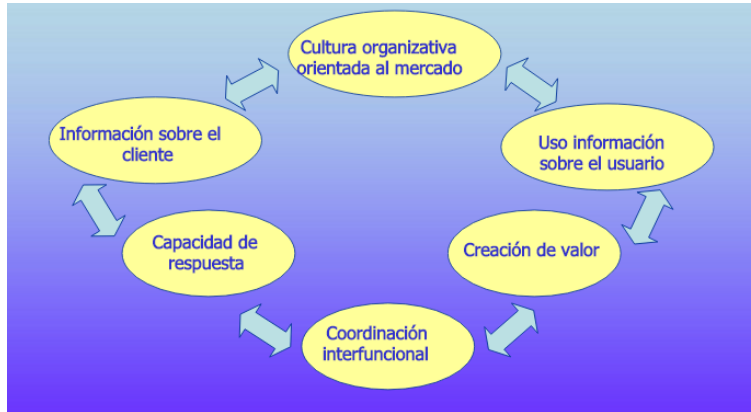 Cultura organizativa
orientada al mercado
Información sobre el
cliente
Uso información
sobre el usuario
Capacidad de
respuesta
Creación de valor
Coordinación
interfuncional